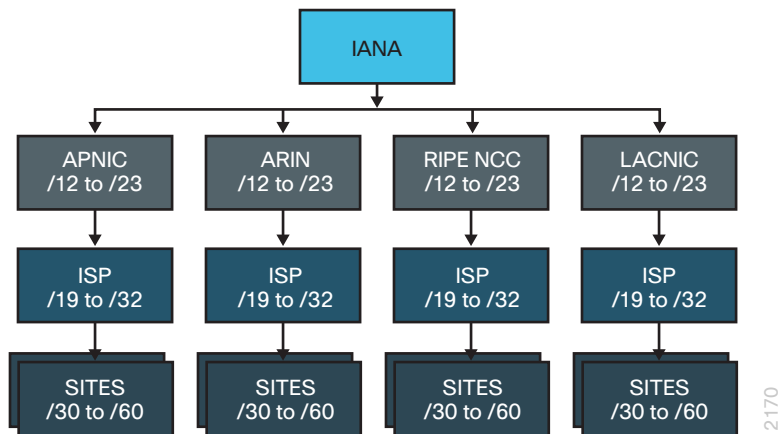 IANA
APNIC
/12 to /23
ARIN
/12 to /23
RIPE NCC
/12 to /23
LACNIC
/12 to /23
ISP
/19 to /32
ISP
/19 to /32
ISP
/19 to /32
ISP
/19 to /32
SITES
/30 to /60
SITES
/30 to /60
SITES
/30 to /60
SITES
/30 to /60
2170